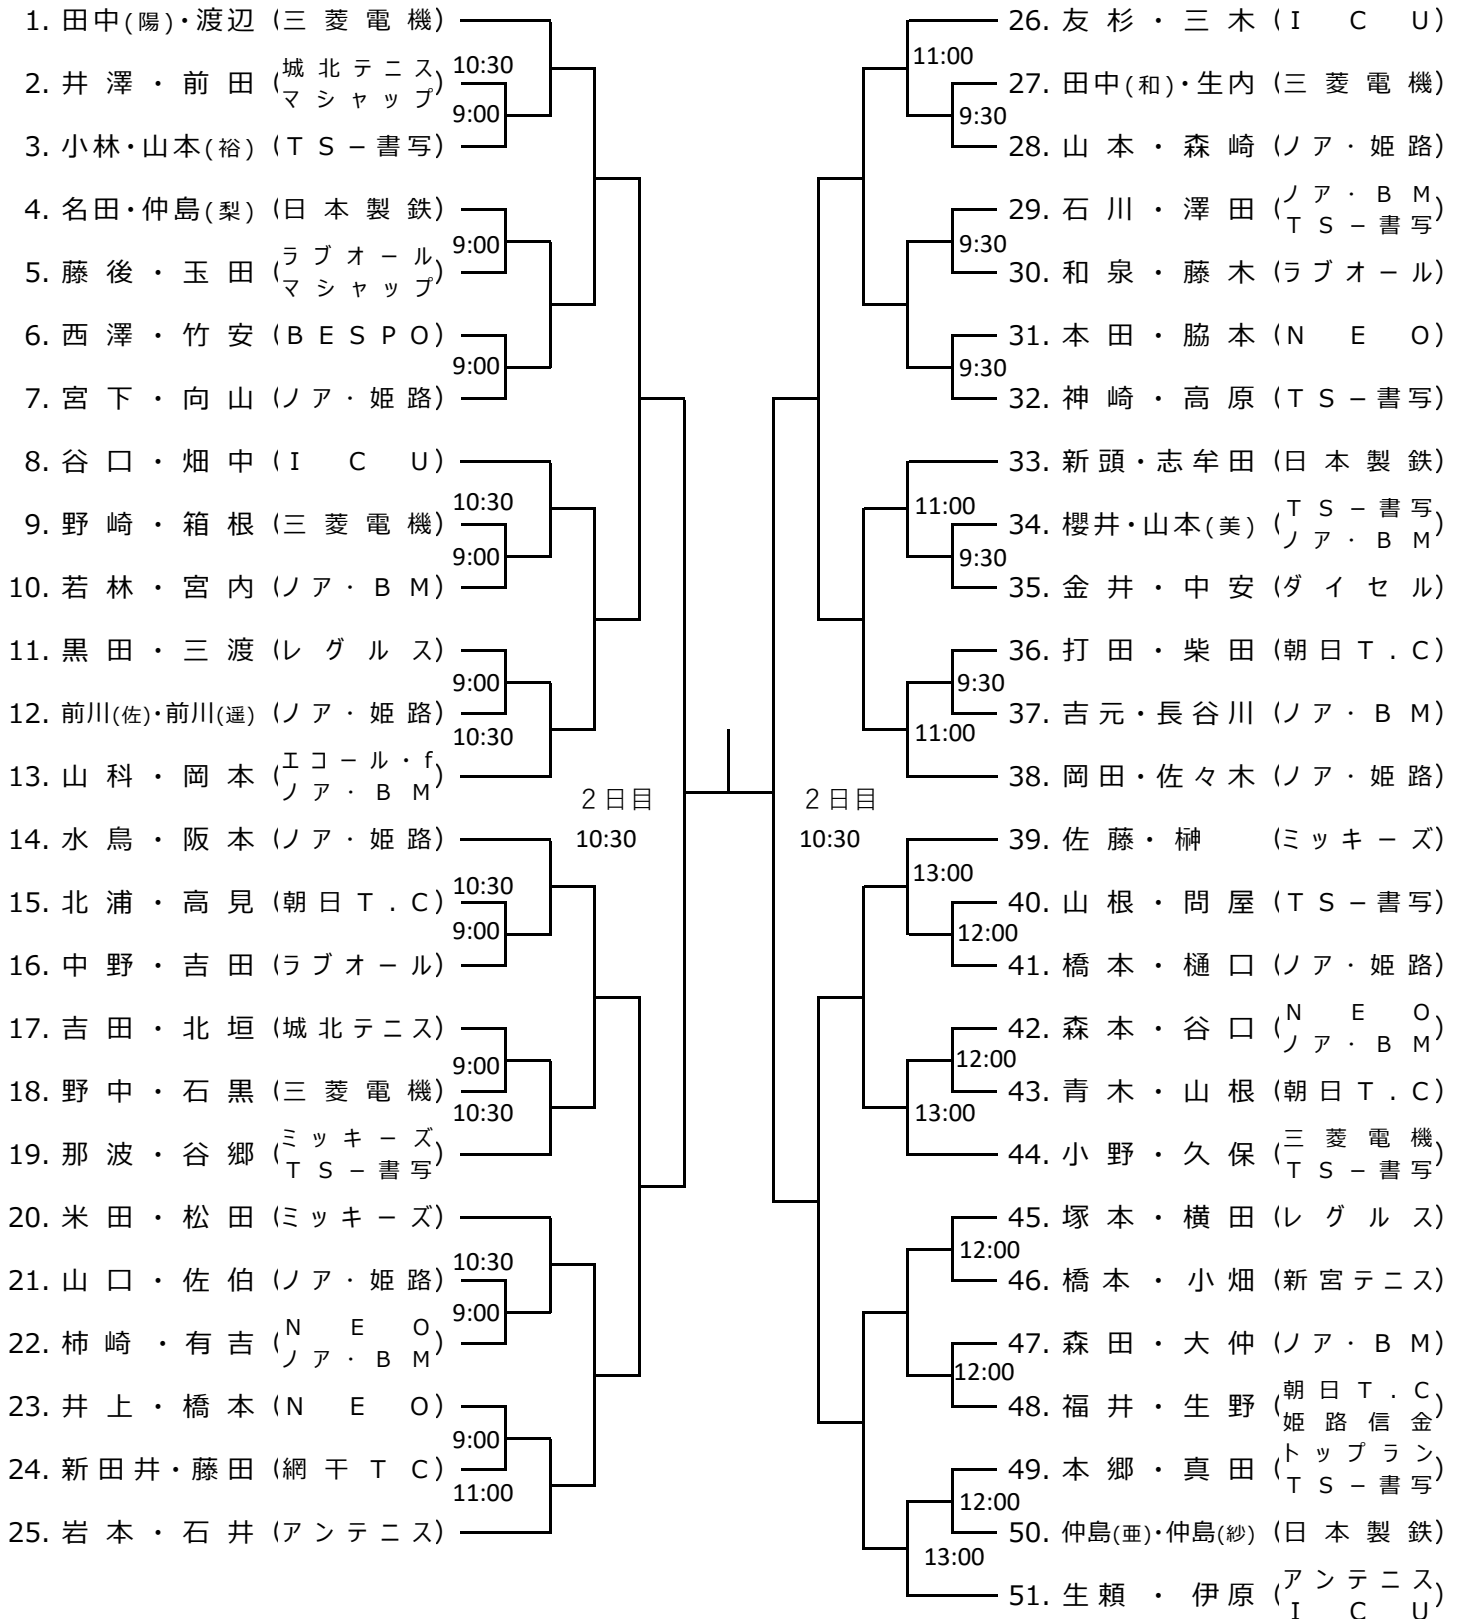 1. 田中(陽)・渡辺 (三菱電機)
2. 井澤・前田 (城北テニス マシャップ)
10:30
9:00
3. 小林・山本(裕) (TS－書写)
4. 名田・仲島(梨) (日本製鉄)
9:00
5. 藤後・玉田 (ラブオール マシャップ)
6. 西澤・竹安 (BESPO)
9:00
7. 宮下・向山 (ノア・姫路)
8. 谷口・畑中 (ICU)
10:30
9. 野崎・箱根 (三菱電機)
9:00
10. 若林・宮内 (ノア・BM)
11. 黒田・三渡 (レグルス)
9:00
12. 前川(佐)・前川(遥) (ノア・姫路)
10:30
13. 山科・岡本 (エコール・f ノア・BM)
２日目
10:30
14. 水鳥・阪本 (ノア・姫路)
10:30
15. 北浦・高見 (朝日T.C)
9:00
16. 中野・吉田 (ラブオール)
17. 吉田・北垣 (城北テニス)
9:00
18. 野中・石黒 (三菱電機)
10:30
19. 那波・谷郷 (ミッキーズ TS－書写)
20. 米田・松田 (ミッキーズ)
10:30
21. 山口・佐伯 (ノア・姫路)
9:00
22. 柿崎・有吉 (NEO ノア・BM)
23. 井上・橋本 (NEO)
9:00
24. 新田井・藤田 (網干TC)
11:00
25. 岩本・石井 (アンテニス)
26. 友杉・三木 (ICU)
11:00
27. 田中(和)・生内 (三菱電機)
9:30
28. 山本・森崎 (ノア・姫路)
29. 石川・澤田 (ノア・BM TS－書写)
9:30
30. 和泉・藤木 (ラブオール)
31. 本田・脇本 (NEO)
9:30
32. 神崎・高原 (TS－書写)
33. 新頭・志牟田 (日本製鉄)
11:00
34. 櫻井・山本(美) (TS－書写 ノア・BM)
9:30
35. 金井・中安 (ダイセル)
36. 打田・柴田 (朝日T.C)
9:30
37. 吉元・長谷川 (ノア・BM)
11:00
38. 岡田・佐々木 (ノア・姫路)
２日目
10:30
39. 佐藤・榊 (ミッキーズ)
13:00
40. 山根・問屋 (TS－書写)
12:00
41. 橋本・樋口 (ノア・姫路)
42. 森本・谷口 (NEO ノア・BM)
12:00
43. 青木・山根 (朝日T.C)
13:00
44. 小野・久保 (三菱電機 TS－書写)
45. 塚本・横田 (レグルス)
12:00
46. 橋本・小畑 (新宮テニス)
47. 森田・大仲 (ノア・BM)
12:00
48. 福井・生野 (朝日T.C 姫路信金)
49. 本郷・真田 (トップラン TS－書写)
12:00
50. 仲島(亜)・仲島(紗) (日本製鉄)
13:00
51. 生頼・伊原 (アンテニス ICU)